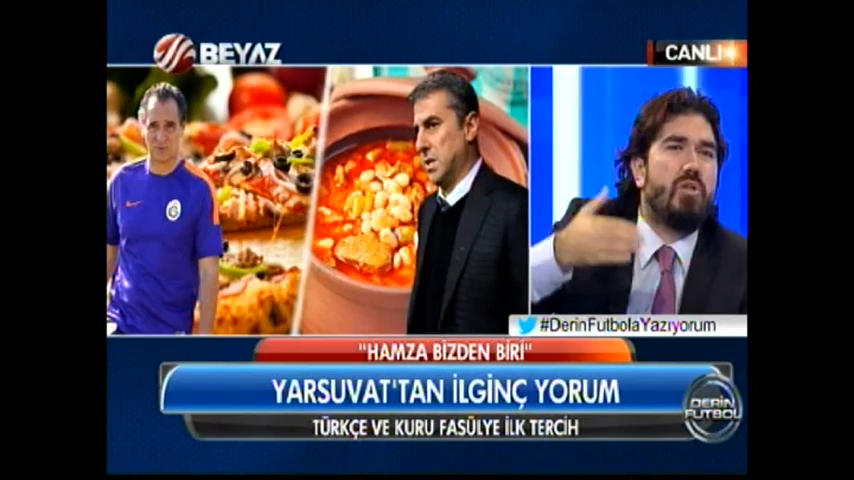 BEYAZ
CANLI
#DerinFutbolaYazıyorum
"HAMZA BİZDEN BİRİ"
YARSUVAT'TAN İLGİNÇ YORUM
TÜRKÇE VE KURU FASÜLYE İLK TERCİH
DERİN
FUTBOL